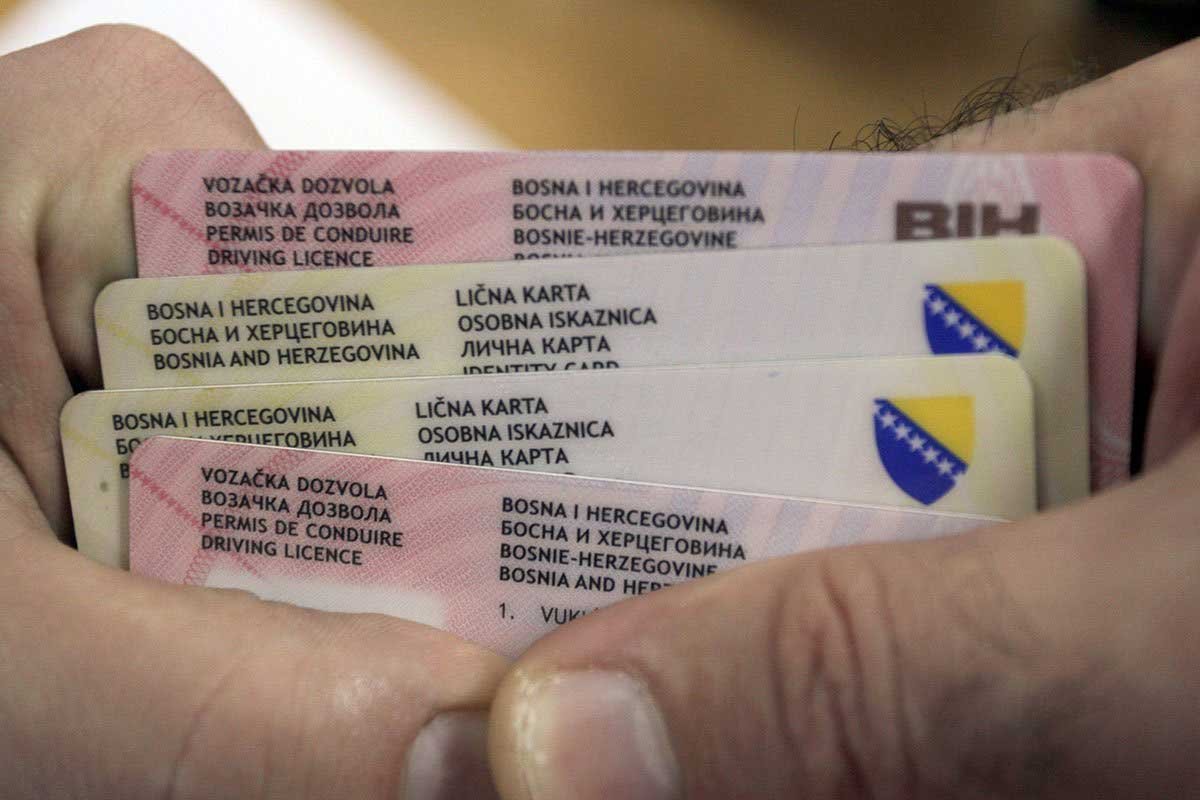 VOZAČKA DOZVOLA
ВОЗАЧКА ДОЗВОЛА
PERMIS DE CONDUIRE
DRIVING LICENCE
BOSNA I HERCEGOVINA
БОСНА И ХЕРЦЕГОВИНА
BOSNIE-HERZEGOVINE
BIH
BOSNA I HERCEGOVINA
БОСНА И ХЕРЦЕГОВИНА
BOSNIA AND HERZEGOVINA
LIČNA KARTA
OSOBNA ISKAZNICA
ЛИЧНА КАРТА
IDENTITY CARD
BOSNA I HERCEGOVINA
ХЕРЦЕГОВИНА
LIČNA KARTA
OSOBNA ISKAZNICA
ЛИЧНА КАРТА
VOZAČKA DOZVOLA
ВОЗАЧКА ДОЗВОЛА
PERMIS DE CONDUIRE
DRIVING LICENCE
BOSNA I HERCEGOVINA
БОСНА И ХЕРЦЕГОВИНА
BOSNIE-HERZEGOVINE
BOSNIA AND
1.